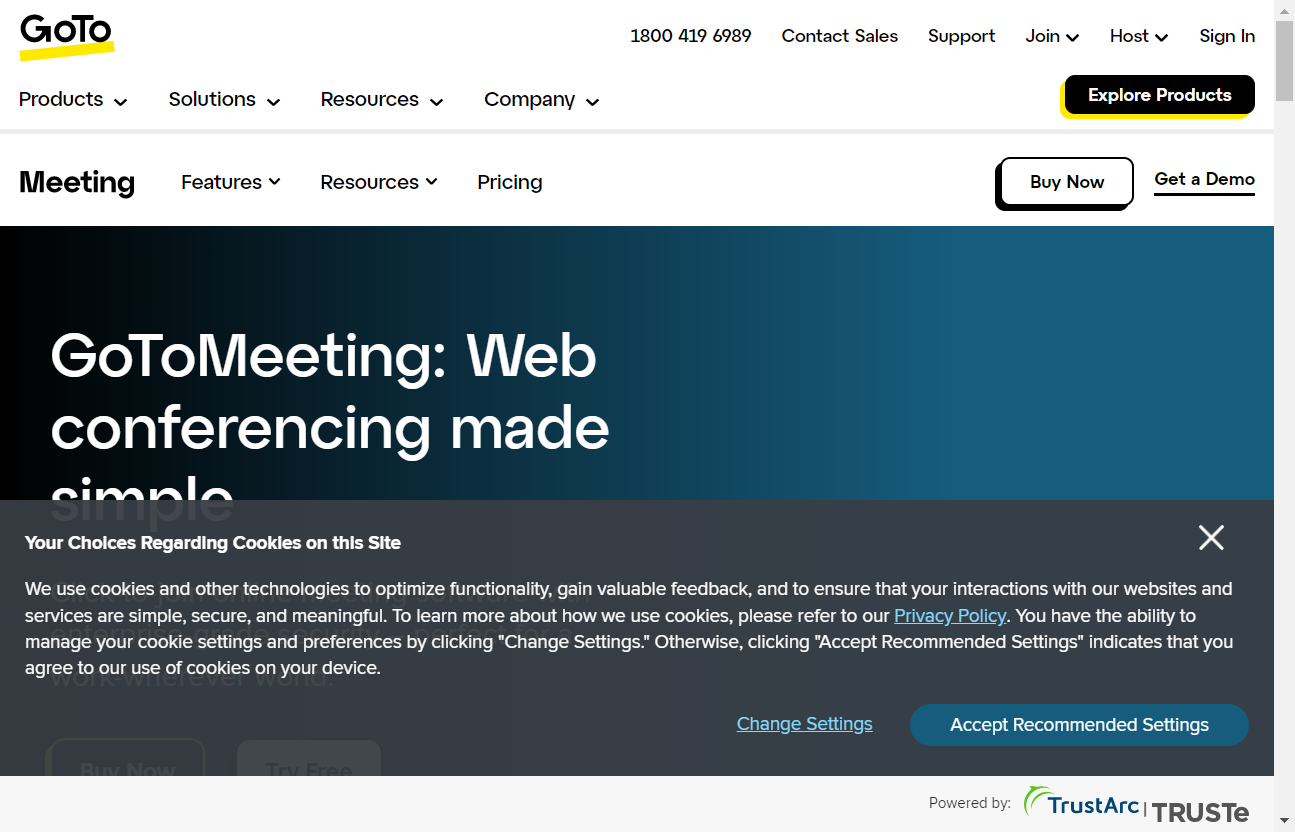 GoTo
1800 419 6989 Contact Sales Support Join Host Sign In
Products Solutions Resources Company Explore Products
Meeting Features Resources Pricing Buy Now Get a Demo
GoToMeeting: Web
conferencing made
simple
Your Choices Regarding Cookies on this Site
We use cookies and other technologies to optimize functionality, gain valuable feedback, and to ensure that your interactions with our websites and
services are simple, secure, and meaningful. To learn more about how we use cookies, please refer to our Privacy Policy. You have the ability to
manage your cookie settings and preferences by clicking "Change Settings." Otherwise, clicking "Accept Recommended Settings" indicates that you
agree to our use of cookies on your device.
work-wherever world.
Change Settings Accept Recommended Settings
Buy Now Try Free
Powered by: TrustArc | TRUSTe